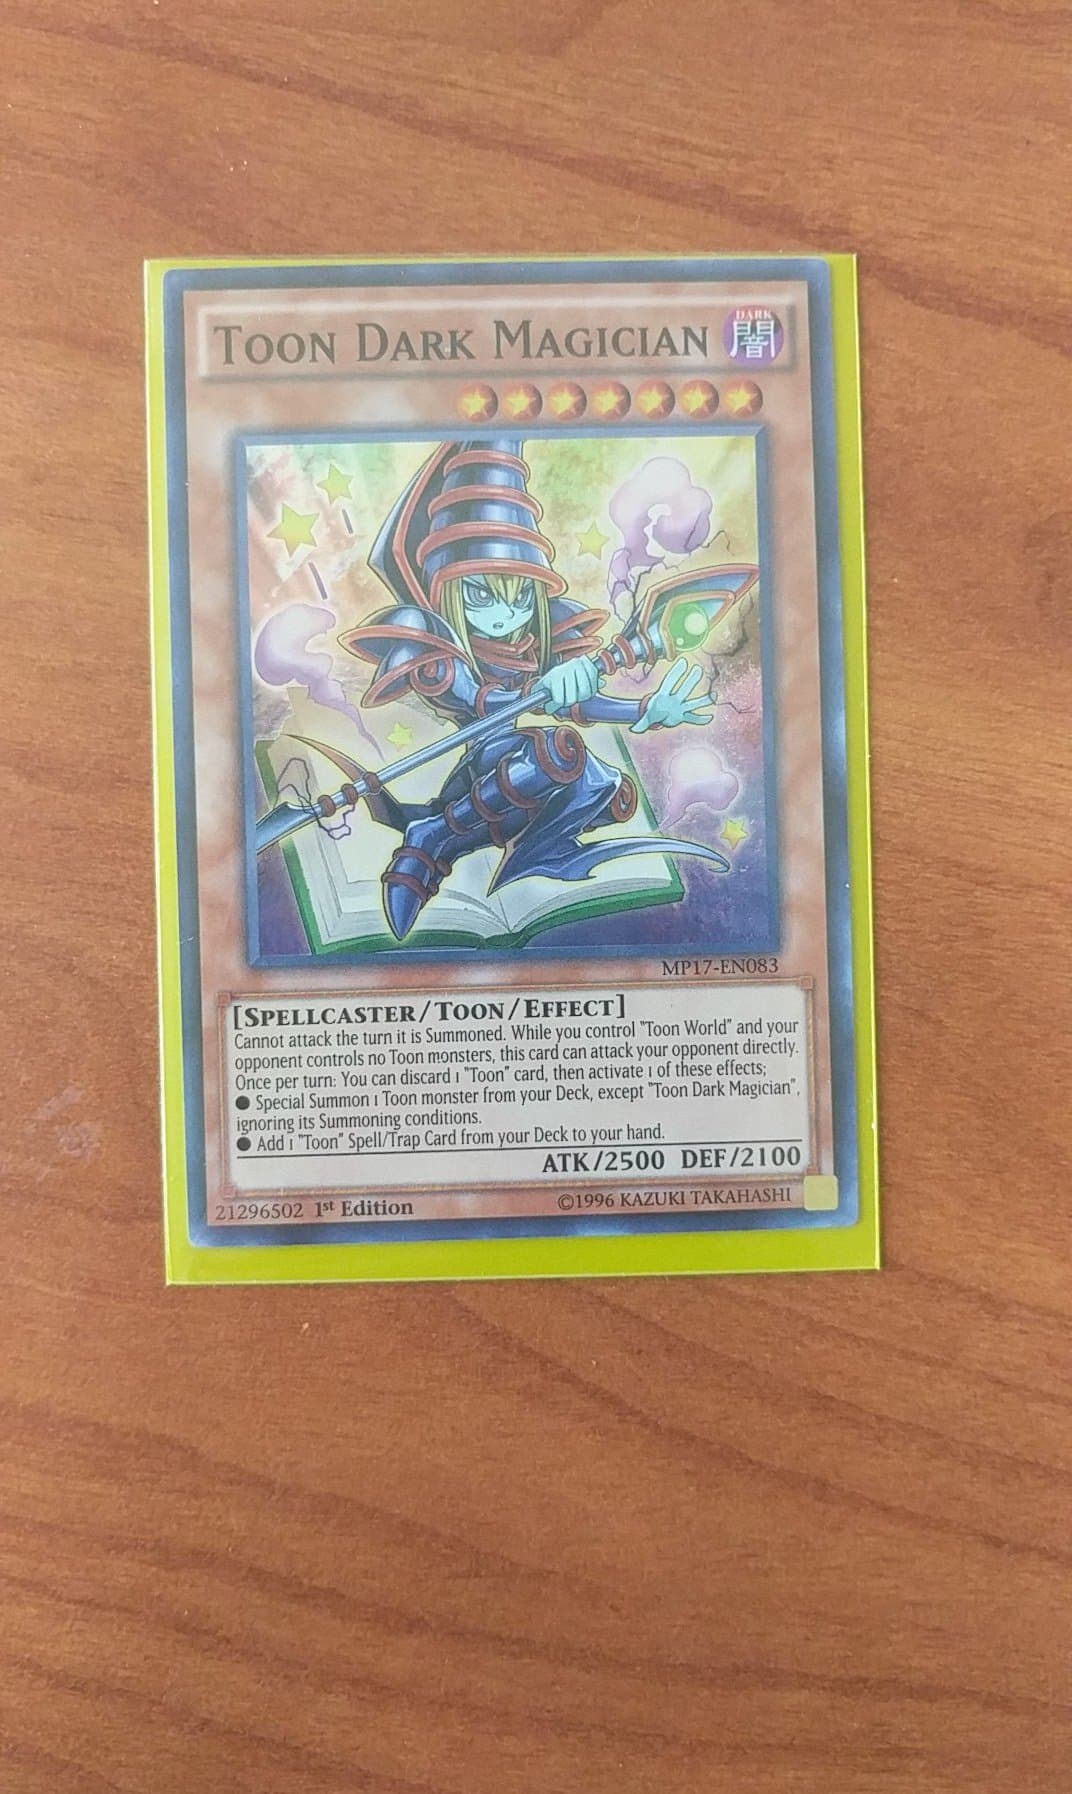 TOON DARK MAGICIAN
DARK
闇
MP17-EN083
[SPELLCASTER/TOON/EFFECT]
Cannot attack the turn it is Summoned. While you control "Toon World" and your
opponent controls no Toon monsters, this card can attack your opponent directly.
Once per turn: You can discard 1 "Toon" card, then activate 1 of these effects;
● Special Summon 1 Toon monster from your Deck, except "Toon Dark Magician",
ignoring its Summoning conditions.
● Add 1 "Toon" Spell/Trap Card from your Deck to your hand.
ATK/2500 DEF/2100
21296502 1st Edition ©1996 KAZUKI TAKAHASHI